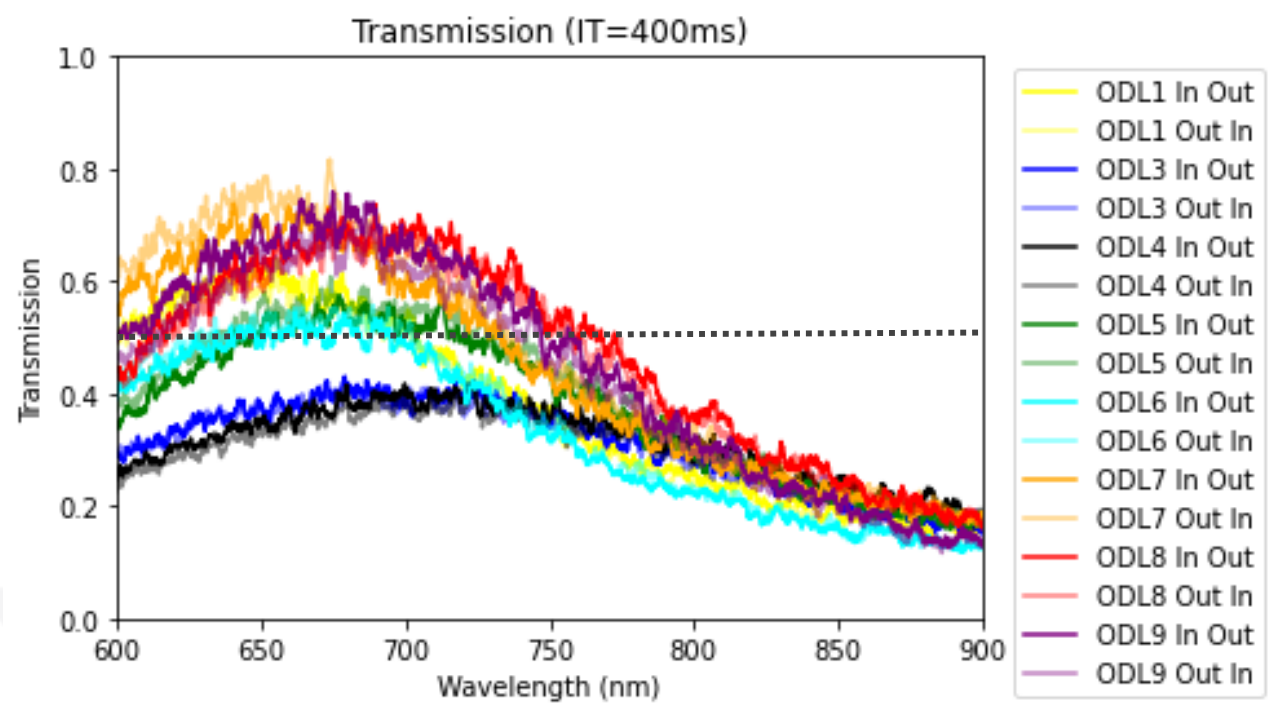 Transmission (IT=400ms)
1.0
0.8
0.6
0.4
0.2
0.0
Transmission
600
650
700
750
800
850
900
Wavelength (nm)
ODL1 In Out
ODL1 Out In
ODL3 In Out
ODL3 Out In
ODL4 In Out
ODL4 Out In
ODL5 In Out
ODL5 Out In
ODL6 In Out
ODL6 Out In
ODL7 In Out
ODL7 Out In
ODL8 In Out
ODL8 Out In
ODL9 In Out
ODL9 Out In